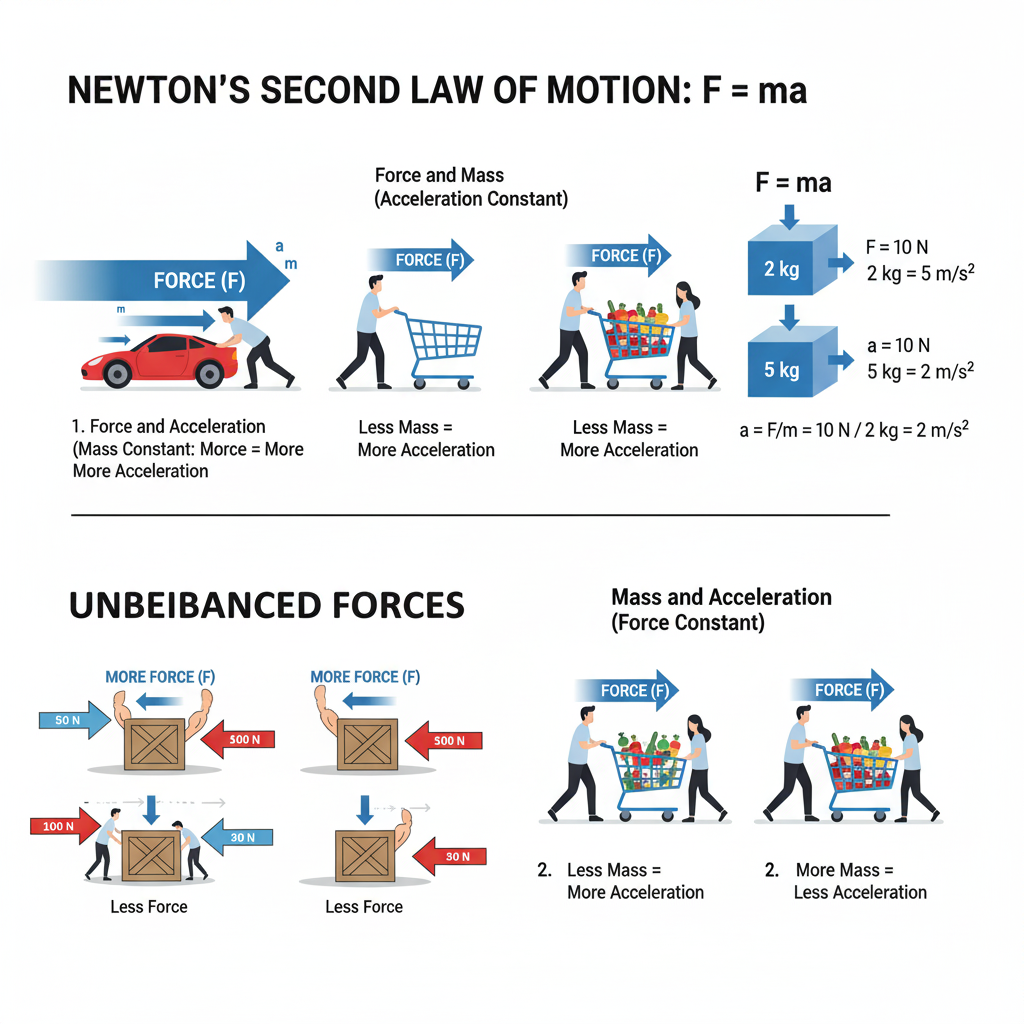 NEWTON'S SECOND LAW OF MOTION: F = ma
Force and Mass
(Acceleration Constant)
a
m
FORCE (F)
m
1. Force and Acceleration
(Mass Constant: Morce = More
More Acceleration
FORCE (F)
Less Mass =
More Acceleration
FORCE (F)
Less Mass =
More Acceleration
F = ma
2 kg
F = 10 N
2 kg = 5 m/s²
5 kg
a = 10 N
5 kg = 2 m/s²
a = F/m = 10 N / 2 kg = 2 m/s²
UNBEIBANCED FORCES
MORE FORCE (F)
50 N
500 N
MORE FORCE (F)
500 N
100 N
30 N
Less Force
30 N
Less Force
Mass and Acceleration
(Force Constant)
FORCE (F)
2. Less Mass =
More Acceleration
FORCE (F)
2. More Mass =
Less Acceleration